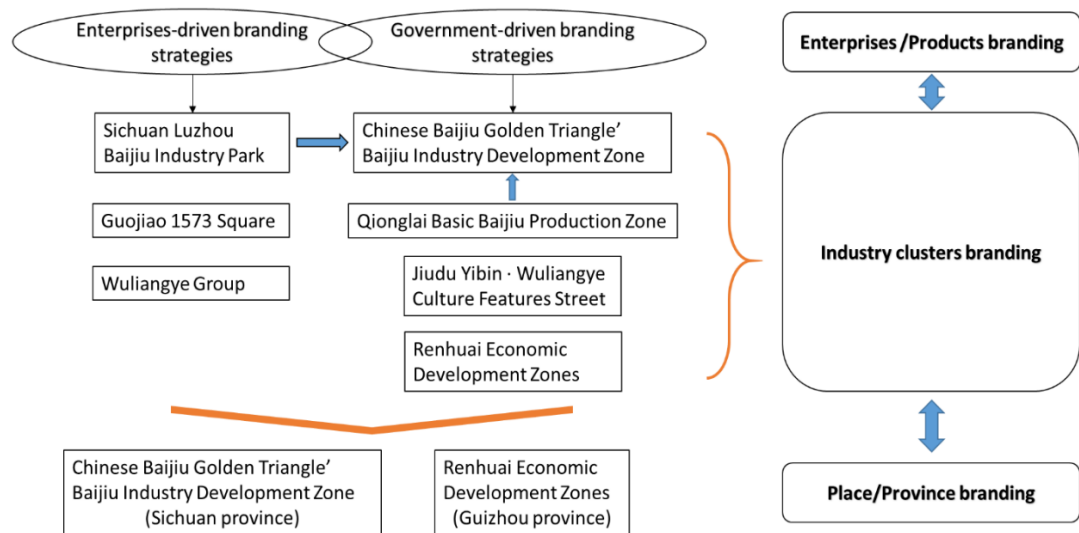 Enterprises-driven branding
strategies
Government-driven branding
strategies
Enterprises /Products branding
Sichuan Luzhou
Baijiu Industry Park
Chinese Baijiu Golden Triangle’
Baijiu Industry Development Zone
Guojiao 1573 Square
Qionglai Basic Baijiu Production Zone
Wuliangye Group
Jiudu Yibin · Wuliangye
Culture Features Street
Industry clusters branding
Renhuai Economic
Development Zones
Chinese Baijiu Golden Triangle’
Baijiu Industry Development Zone
(Sichuan province)
Renhuai Economic
Development Zones
(Guizhou province)
Place/Province branding